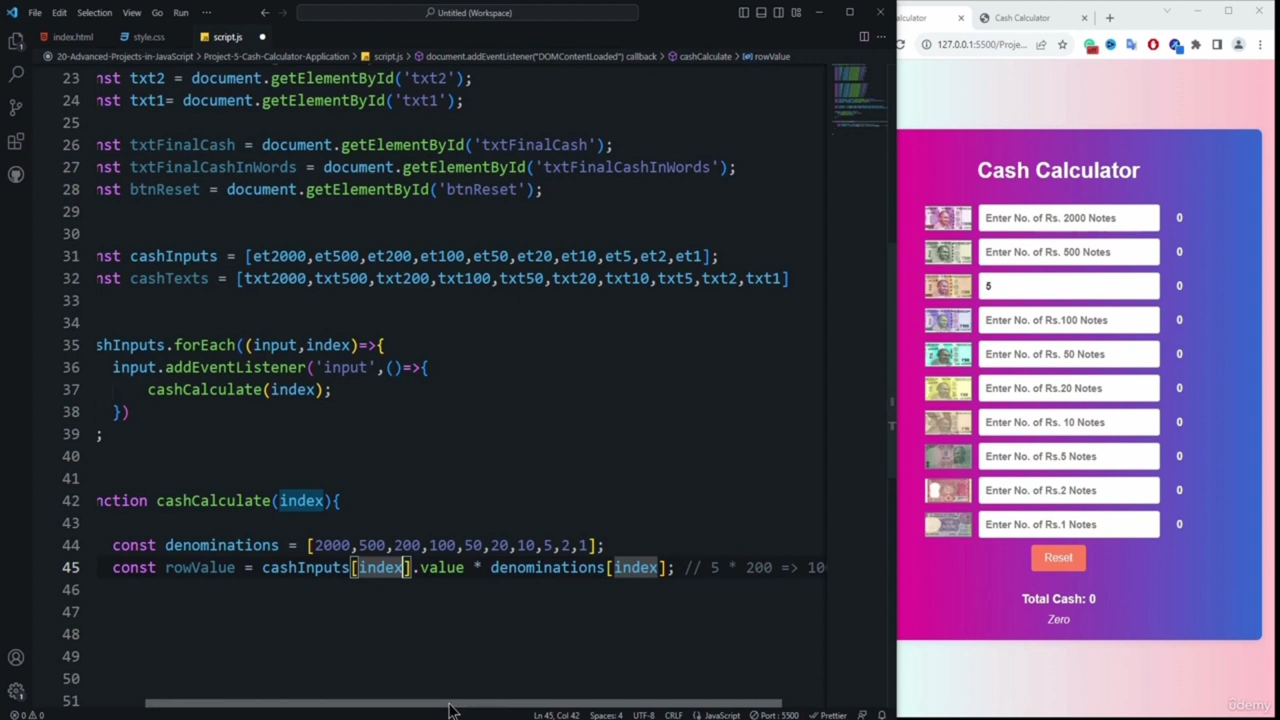 File Edit Selection View Go Run ··· Untitled (Workspace)
index.html style.css script.js
20-Advanced-Projects-in-JavaScript > Project-5-Cash-Calculator-Application > script.js > document.addEventListener("DOMContentLoaded") callback > cashCalculate > rowValue
23 nst txt2 = document.getElementById('txt2');
24 nst txt1= document.getElementById('txt1');
25
26 nst txtFinalCash = document.getElementById('txtFinalCash');
27 nst txtFinalCashInWords = document.getElementById('txtFinalCashInWords');
28 nst btnReset = document.getElementById('btnReset');
29
30
31 nst cashInputs = [et2000,et500,et200,et100,et50,et20,et10,et5,et2,et1];
32 nst cashTexts = [txt2000,txt500,txt200,txt100,txt50,txt20,txt10,txt5,txt2,txt1]
33
34
35 shInputs.forEach((input,index)=>{
36 input.addEventListener('input',()=>{
37 cashCalculate(index);
38 })
39 ;
40
41
42 nction cashCalculate(index){
43
44 const denominations = [2000,500,200,100,50,20,10,5,2,1];
45 const rowValue = cashInputs[index].value * denominations[index]; // 5 * 200 => 100
46
47
48
49
50
51
0 0 Ln 45, Col 42 Spaces: 4 UTF-8 CRLF JavaScript Port : 5500 Prettier
alculator Cash Calculator
127.0.0.1:5500/Proje...
Cash Calculator
Enter No. of Rs. 2000 Notes 0
Enter No. of Rs. 500 Notes 0
5 0
Enter No. of Rs.100 Notes 0
Enter No. of Rs. 50 Notes 0
Enter No. of Rs.20 Notes 0
Enter No. of Rs. 10 Notes 0
Enter No. of Rs.5 Notes 0
Enter No. of Rs.2 Notes 0
Enter No. of Rs.1 Notes 0
Reset
Total Cash: 0
Zero
ûdemy